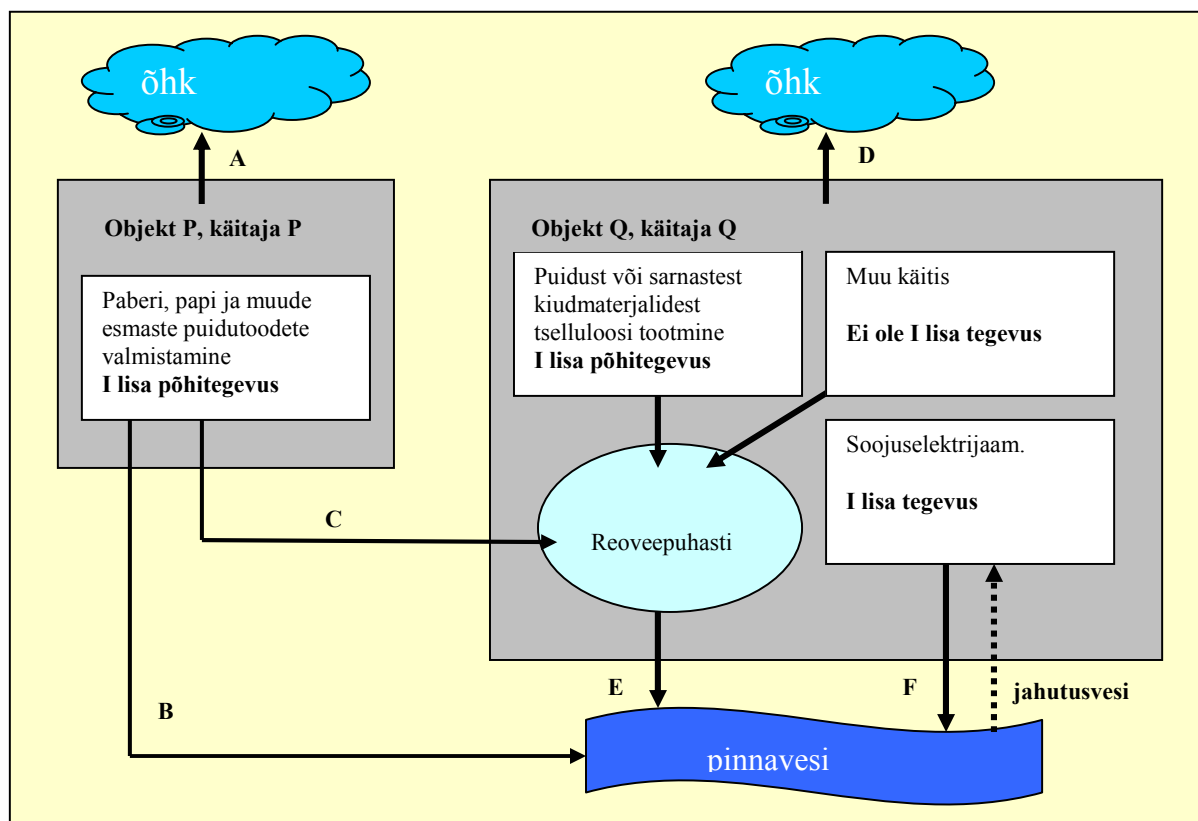 õhk
õhk
A
D
Objekt P, käitaja P
Objekt Q, käitaja Q
Paberi, papi ja muude
esmaste puidutoodete
valmistamine
I lisa põhitegevus
Puidust või sarnastest
kiudmaterjalidest
tselluloosi tootmine
I lisa põhitegevus
Muu käitis
Ei ole I lisa tegevus
Soojuselektrijaam.
I lisa tegevus
C
Reoveepuhasti
E
F
jahutusvesi
B
pinnavesi